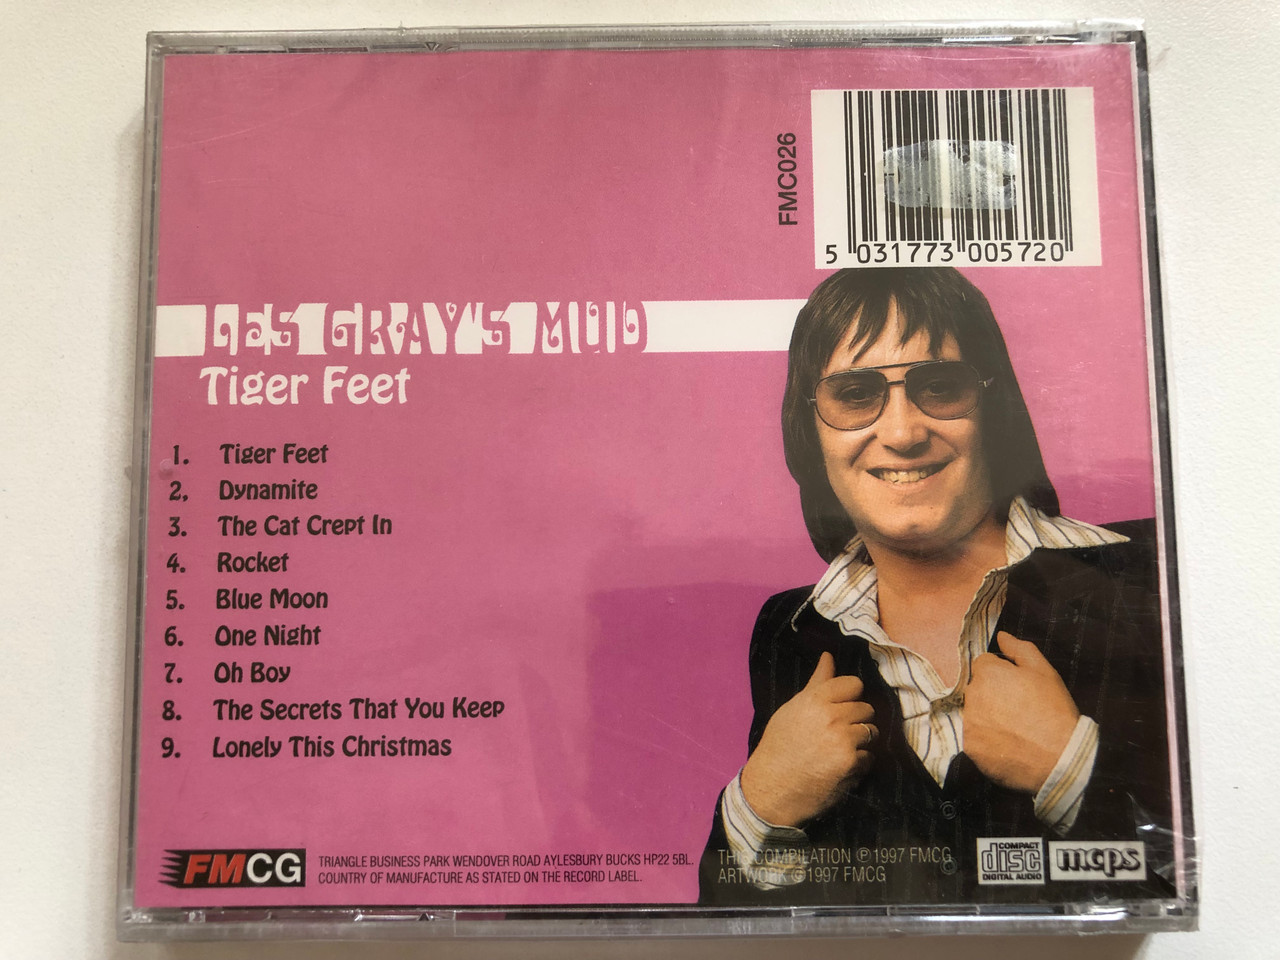 FMC026
5 031773 005720
LES GRAY'S MUD
Tiger Feet
1. Tiger Feet
2. Dynamite
3. The Cat Crept In
4. Rocket
5. Blue Moon
6. One Night
7. Oh Boy
8. The Secrets That You Keep
9. Lonely This Christmas
FMCG
TRIANGLE BUSINESS PARK WENDOVER ROAD AYLESBURY BUCKS HP22 5BL.
COUNTRY OF MANUFACTURE AS STATED ON THE RECORD LABEL.
THIS COMPILATION ℗1997 FMCG
ARTWORK ©1997 FMCG
COMPACT
disc
DIGITAL AUDIO
mcps